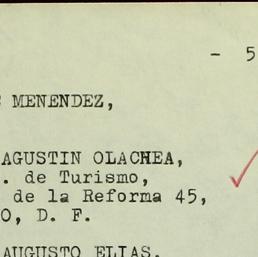 - 5
MENENDEZ,
AGUSTIN OLACHEA,
. de Turismo,
de la Reforma 45,
O, D. F.
AUGUSTO ELIAS.